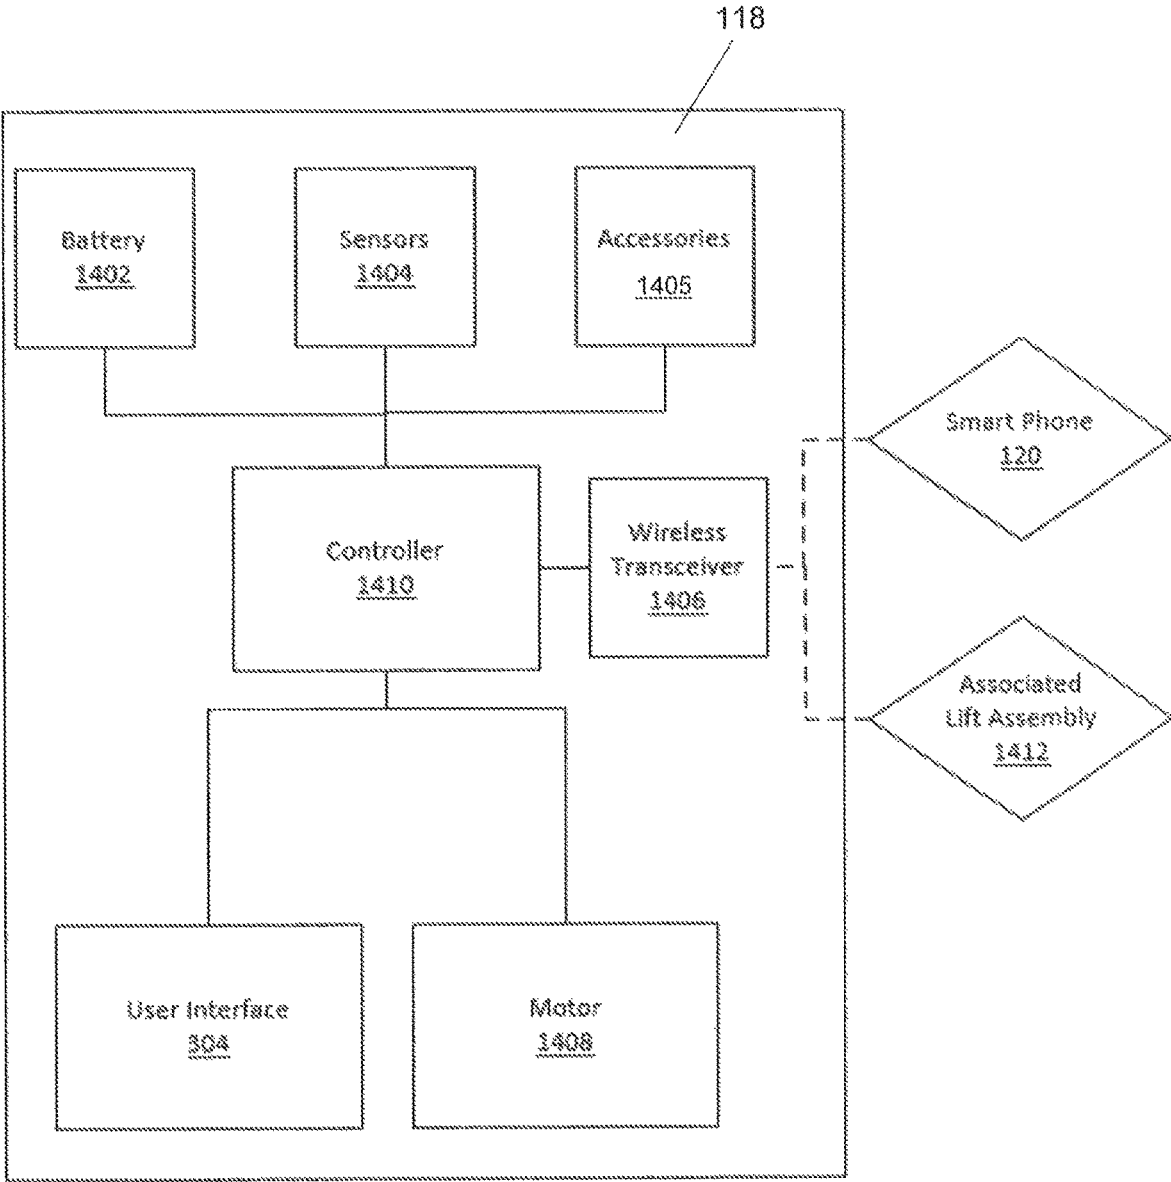 118
Battery
1402
Sensors
1404
Accessories
1405
Smart Phone
120
Controller
1410
Wireless
Transceiver
1406
Associated
Lift Assembly
1412
User Interface
304
Motor
1408